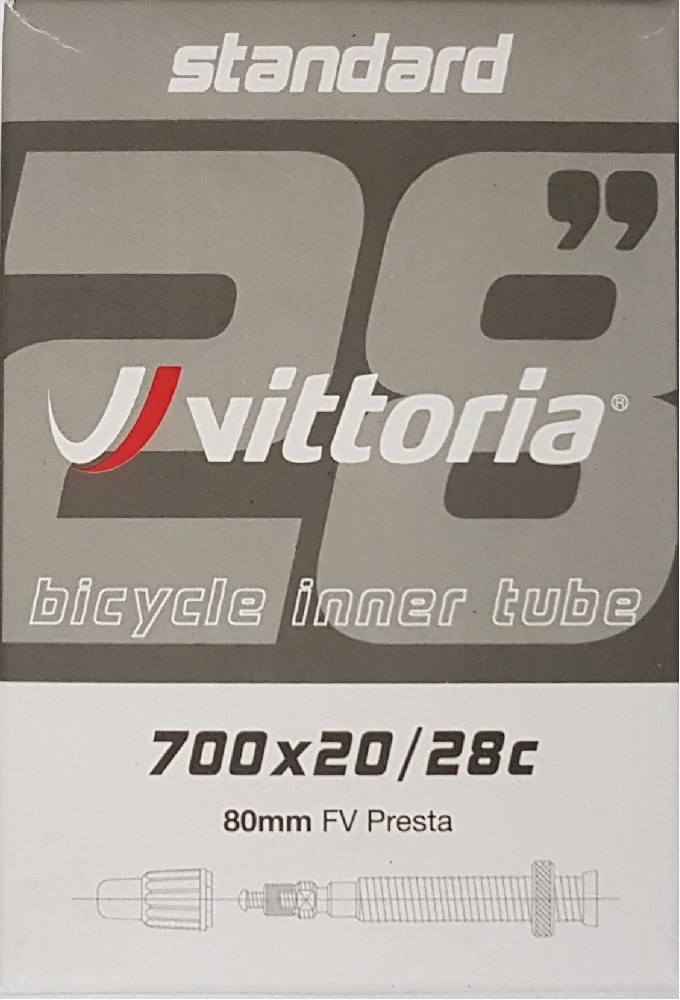 standard
28”
vittoria®
bicycle inner tube
700x20/28c
80mm FV Presta